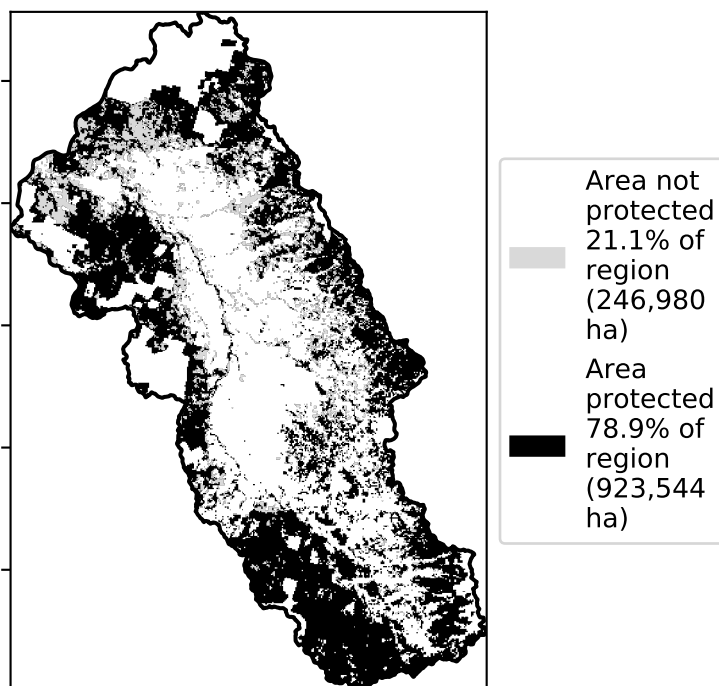 Area not
protected
21.1% of
region
(246,980
ha)
Area
protected
78.9% of
region
(923,544
ha)